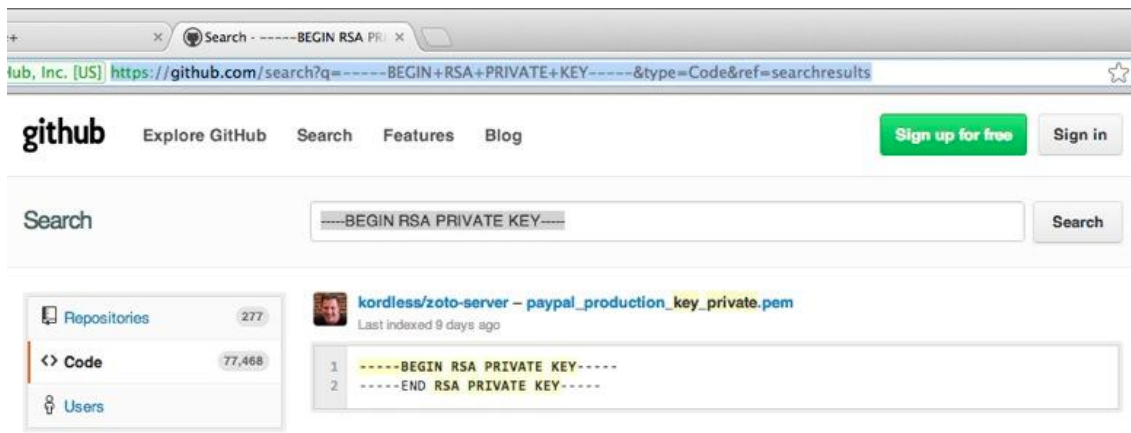 ++
Search - -----BEGIN RSA PRI
Hub, Inc. [US] https://github.com/search?q=-----BEGIN+RSA+PRIVATE+KEY-----&type=Code&ref=searchresults
github Explore GitHub Search Features Blog Sign up for free Sign in
Search -----BEGIN RSA PRIVATE KEY----- Search
Repositories 277
Code 77,468
Users
kordless/zoto-server – paypal_production_key_private.pem
Last indexed 9 days ago
1 -----BEGIN RSA PRIVATE KEY-----
2 -----END RSA PRIVATE KEY-----